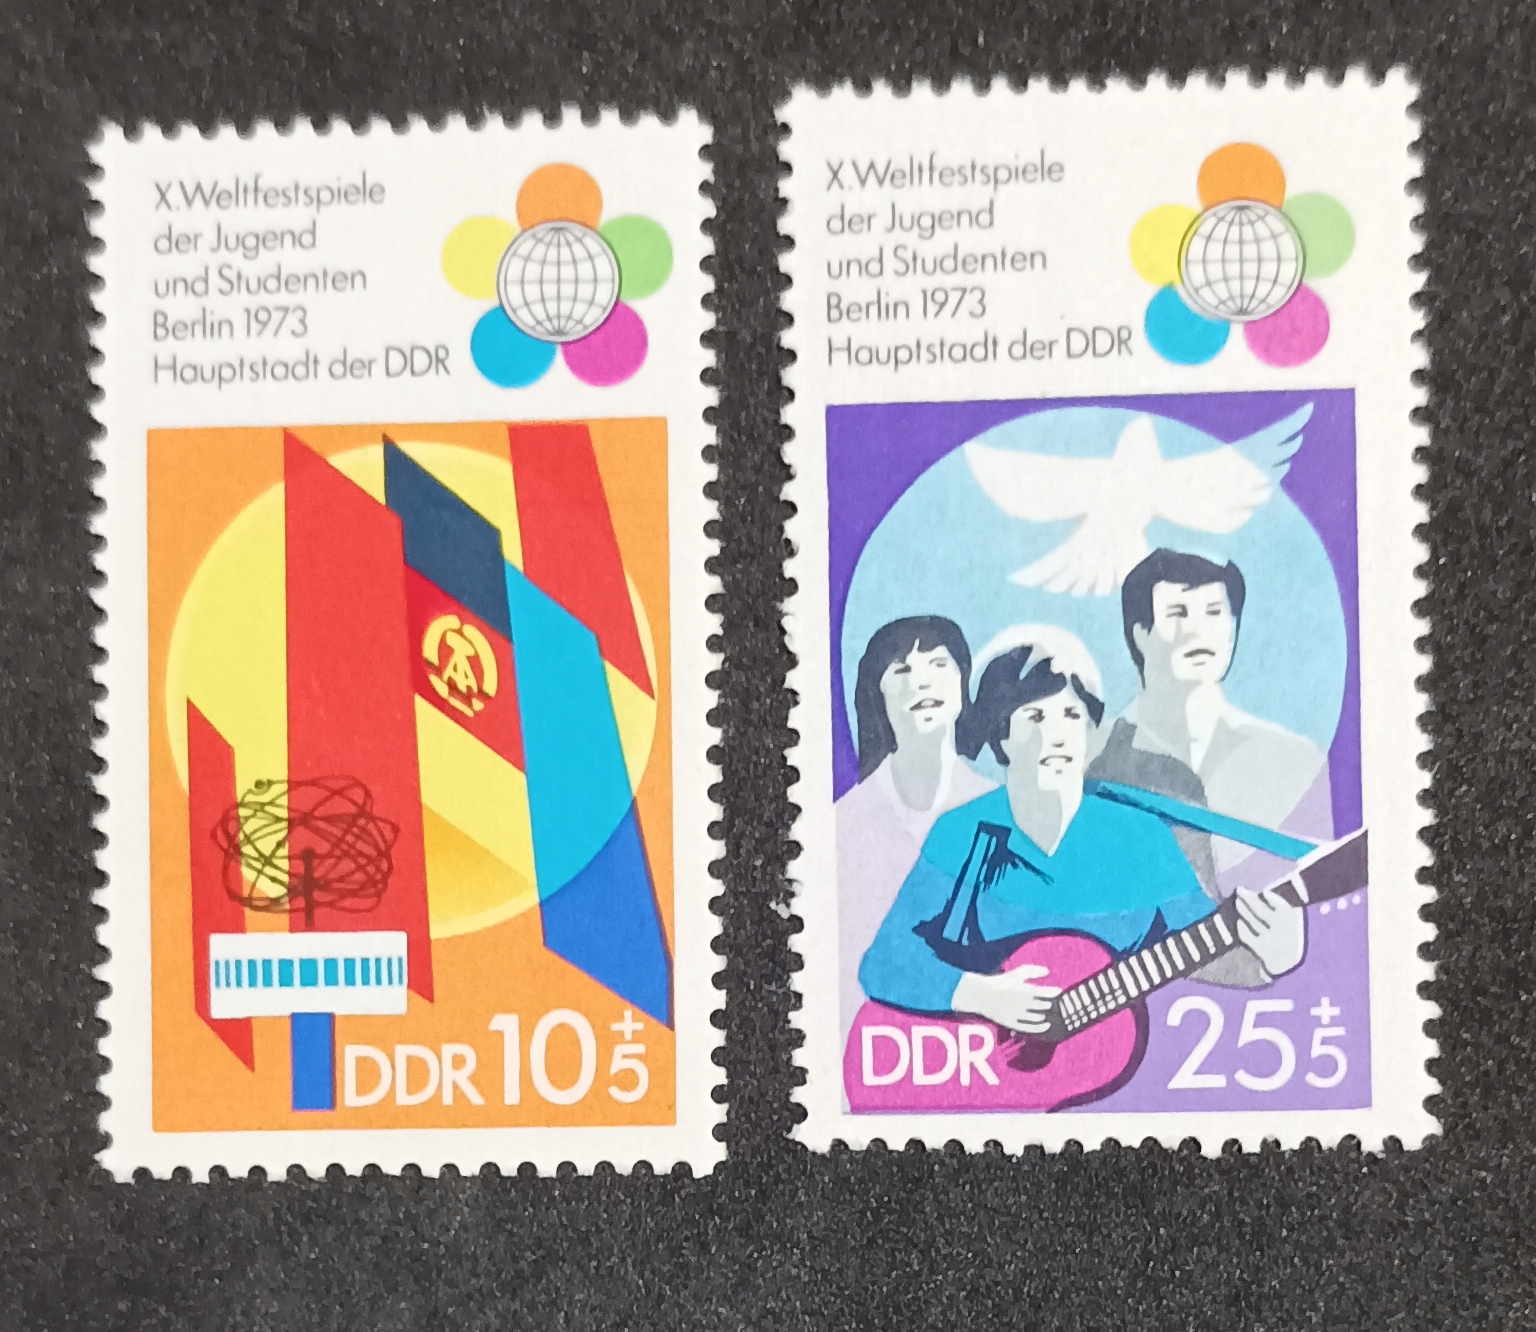 X.Weltfestspiele
der Jugend
und Studenten
Berlin 1973
Hauptstadt der DDR
DDR 10+5
X.Weltfestspiele
der Jugend
und Studenten
Berlin 1973
Hauptstadt der DDR
DDR 25+5